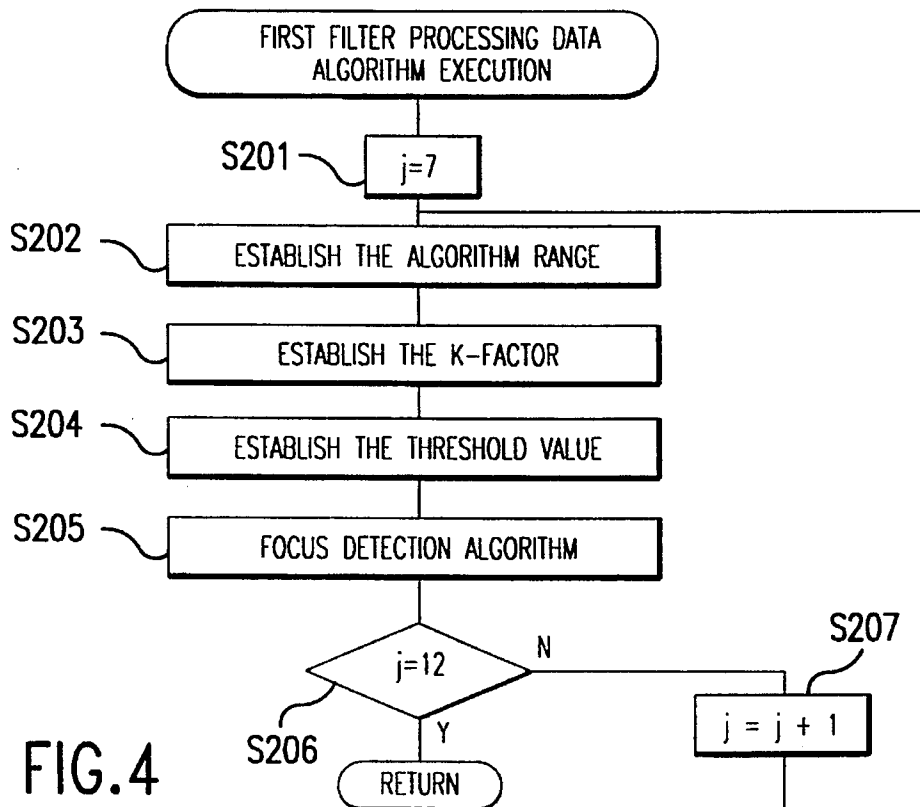 FIRST FILTER PROCESSING DATA
ALGORITHM EXECUTION
S201
j=7
S202
ESTABLISH THE ALGORITHM RANGE
S203
ESTABLISH THE K-FACTOR
S204
ESTABLISH THE THRESHOLD VALUE
S205
FOCUS DETECTION ALGORITHM
S206
j=12
N
Y
S207
j = j + 1
RETURN
FIG.4